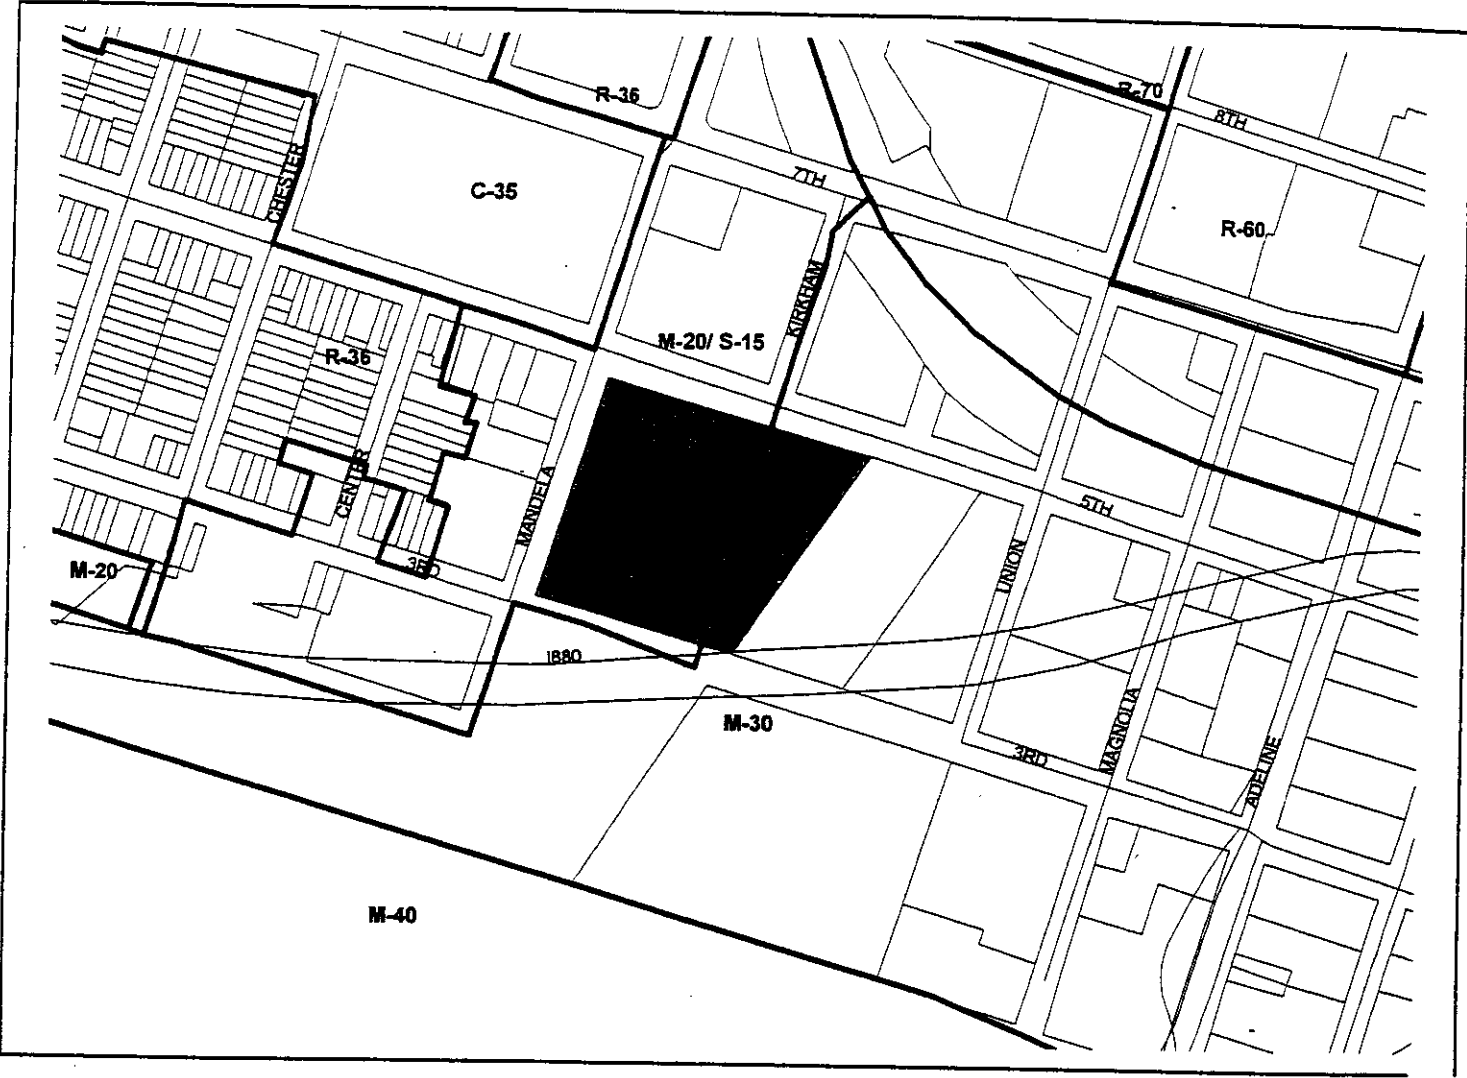 R-36
R-70
8TH
7TH
CHESTER
C-35
R-60
KIRKHAM
M-20/ S-15
R-36
CENTER
MANDELA
5TH
UNION
3RD
M-20
I880
M-30
MAGNOLIA
3RD
ADELINE
M-40